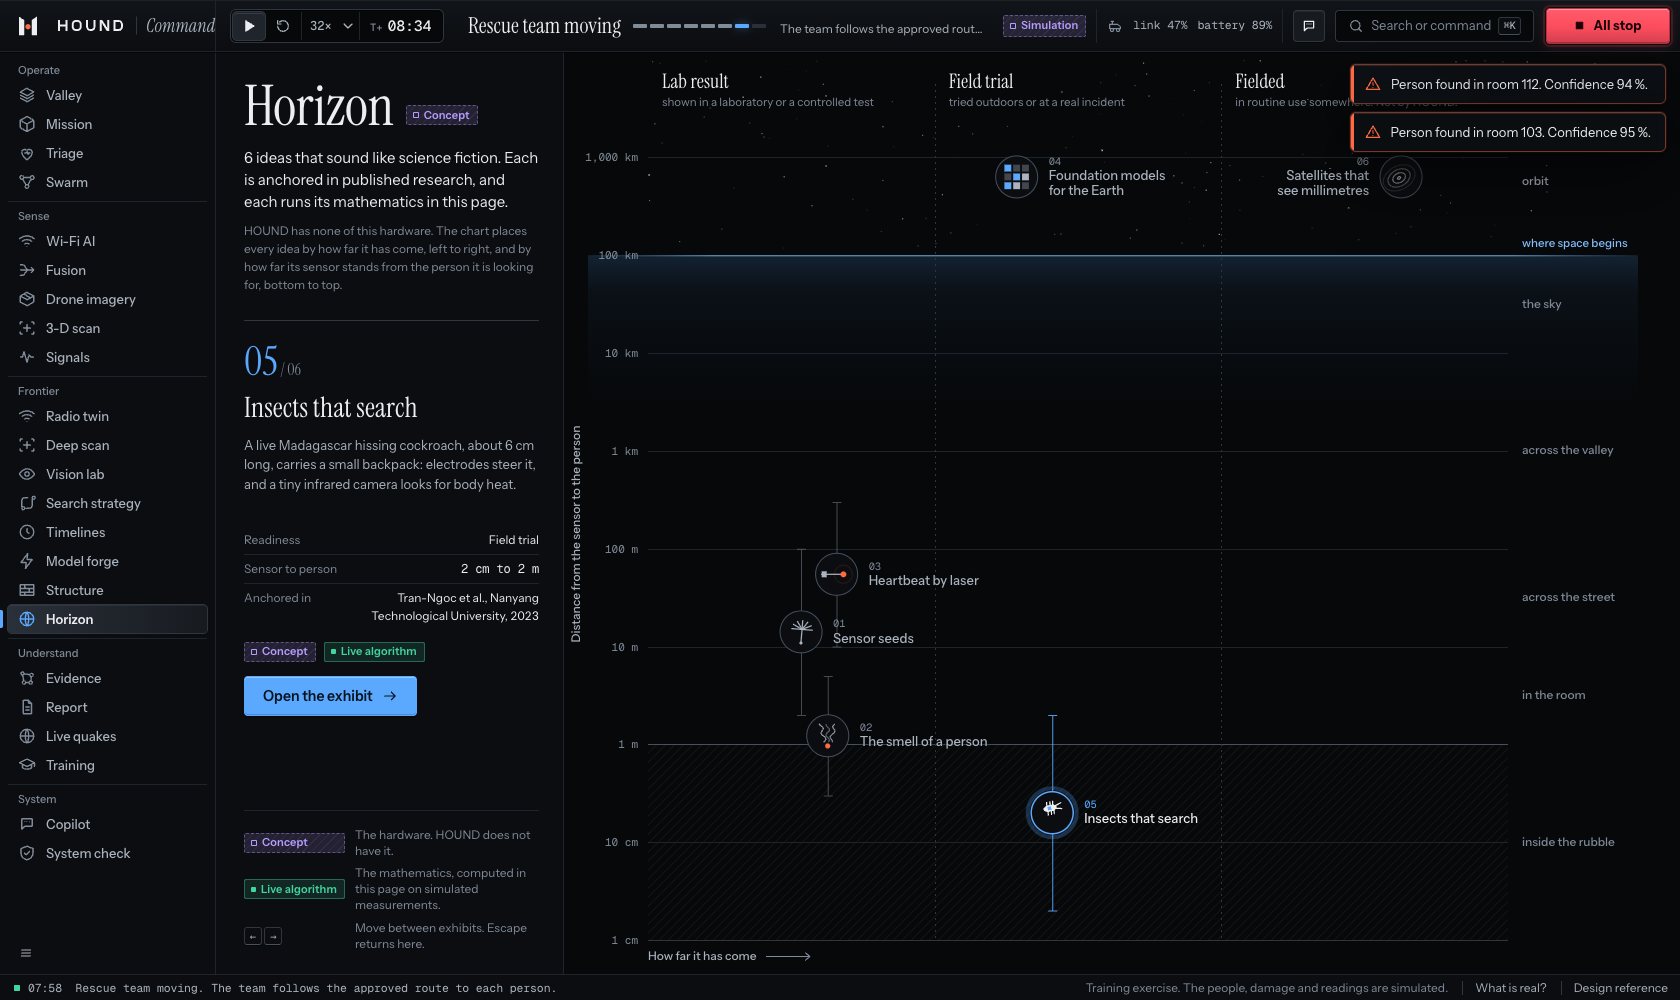 HOUND Command
32× T+ 08:34
Rescue team moving
The team follows the approved rout…
Simulation
link 47% battery 89%
Search or command ⌘K
All stop
Operate
Valley
Mission
Triage
Swarm
Sense
Wi-Fi AI
Fusion
Drone imagery
3-D scan
Signals
Frontier
Radio twin
Deep scan
Vision lab
Search strategy
Timelines
Model forge
Structure
Horizon
Understand
Evidence
Report
Live quakes
Training
System
Copilot
System check
Horizon
Concept
6 ideas that sound like science fiction. Each
is anchored in published research, and
each runs its mathematics in this page.
HOUND has none of this hardware. The chart places
every idea by how far it has come, left to right, and by
how far its sensor stands from the person it is looking
for, bottom to top.
05 / 06
Insects that search
A live Madagascar hissing cockroach, about 6 cm
long, carries a small backpack: electrodes steer it,
and a tiny infrared camera looks for body heat.
Readiness Field trial
Sensor to person 2 cm to 2 m
Anchored in Tran-Ngoc et al., Nanyang
Technological University, 2023
Concept Live algorithm
Open the exhibit →
Concept
The hardware. HOUND does not
have it.
Live algorithm
The mathematics, computed in
this page on simulated
measurements.
← →
Move between exhibits. Escape
returns here.
Lab result
shown in a laboratory or a controlled test
Field trial
tried outdoors or at a real incident
Fielded
in routine use somewh
Person found in room 112. Confidence 94 %.
Person found in room 103. Confidence 95 %.
Distance from the sensor to the person
1,000 km
100 km
10 km
1 km
100 m
10 m
1 m
10 cm
1 cm
04
Foundation models
for the Earth
06
Satellites that
see millimetres
03
Heartbeat by laser
01
Sensor seeds
02
The smell of a person
05
Insects that search
orbit
where space begins
the sky
across the valley
across the street
in the room
inside the rubble
How far it has come
07:58 Rescue team moving. The team follows the approved route to each person.
Training exercise. The people, damage and readings are simulated.
What is real?
Design reference